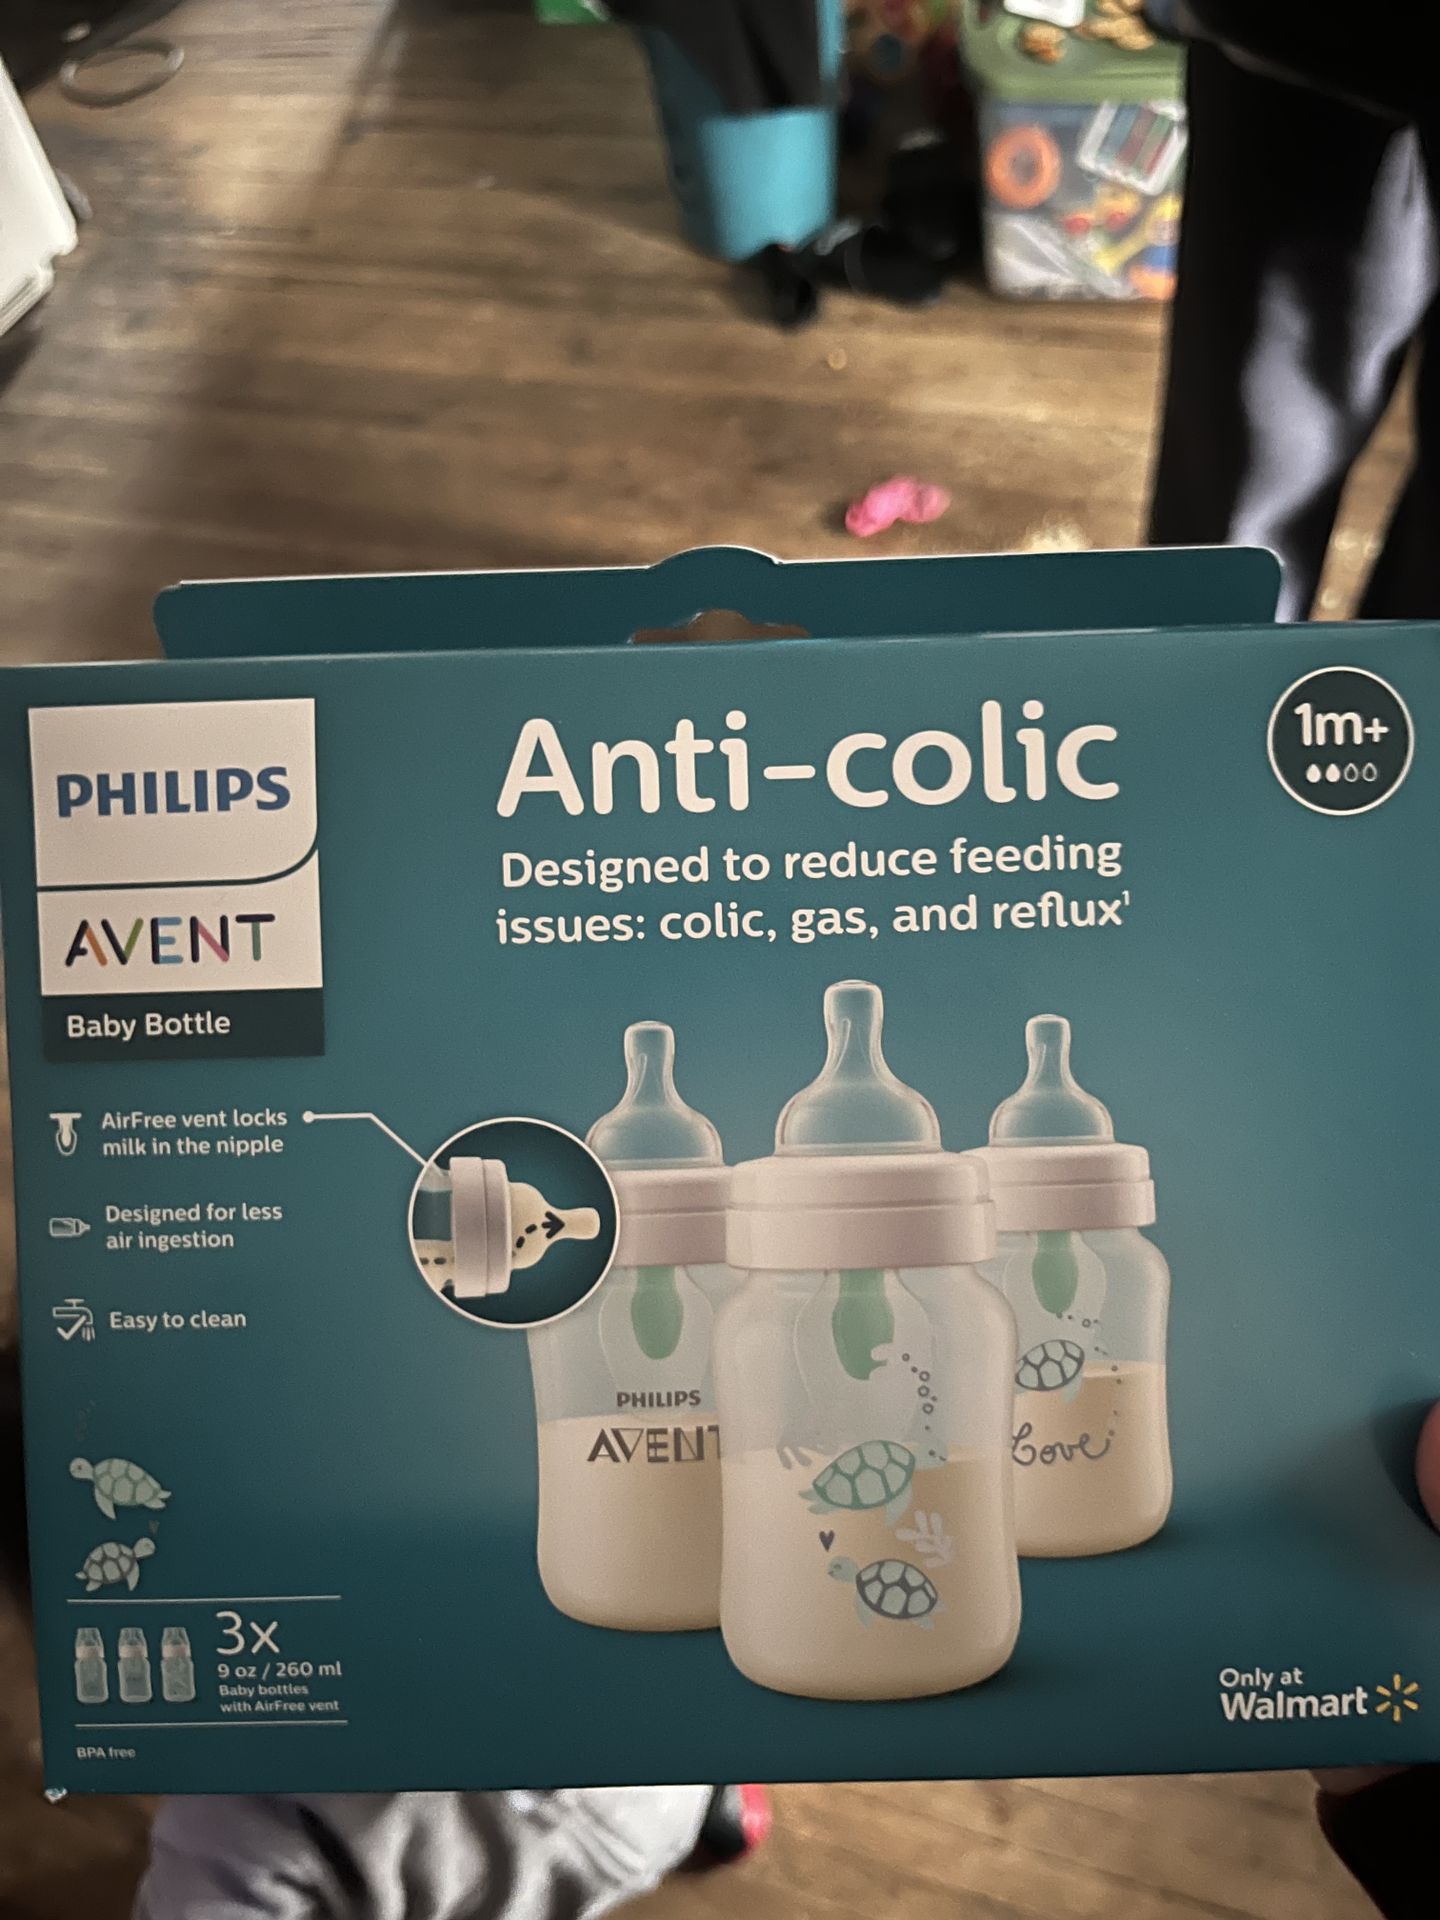 PHILIPS
AVENT
Baby Bottle
Anti-colic
Designed to reduce feeding
issues: colic, gas, and reflux¹
1m+
AirFree vent locks
milk in the nipple
Designed for less
air ingestion
Easy to clean
PHILIPS
AVENT
Love
3x
9 oz / 260 ml
Baby bottles
with AirFree vent
BPA free
Only at
Walmart